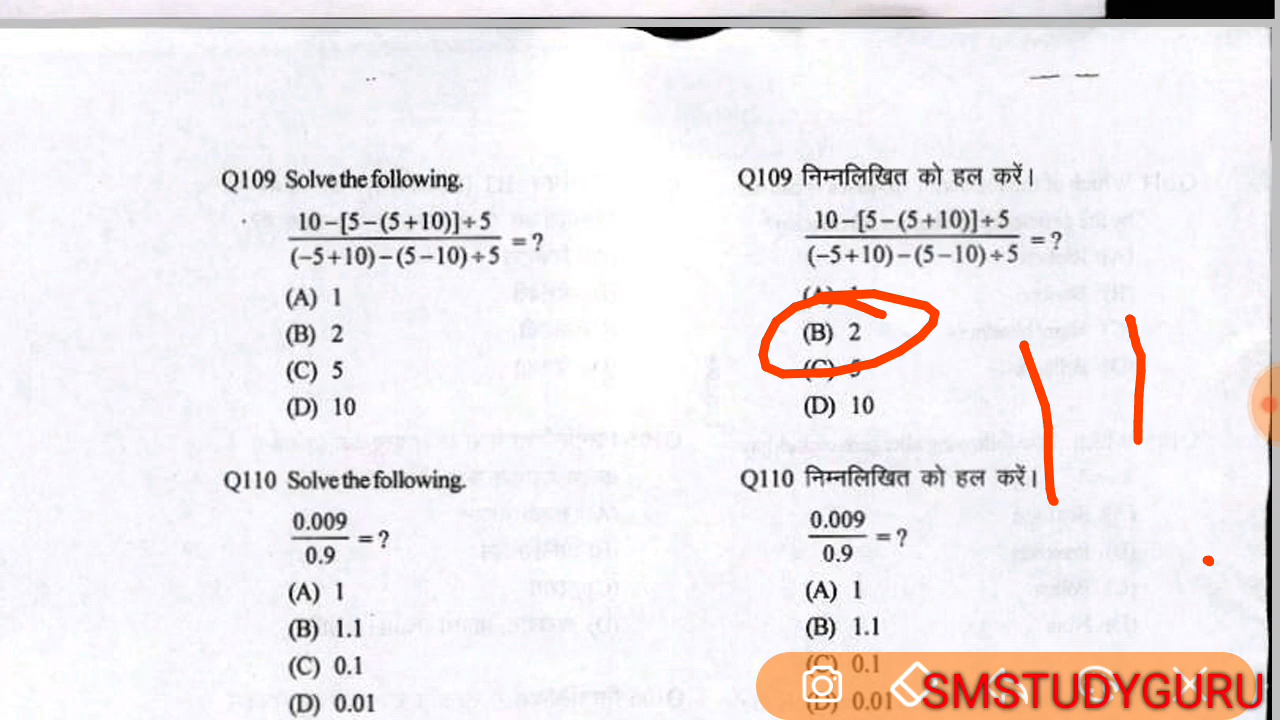 Q109 Solve the following.
10-[5-(5+10)]÷5
(-5+10)-(5-10)÷5
= ?
(A) 1
(B) 2
(C) 5
(D) 10
Q110 Solve the following.
0.009
0.9
= ?
(A) 1
(B) 1.1
(C) 0.1
(D) 0.01
Q109 निम्नलिखित को हल करें।
10-[5-(5+10)]÷5
(-5+10)-(5-10)÷5
= ?
(B) 2
(C) 5
(D) 10
Q110 निम्नलिखित को हल करें।
0.009
0.9
= ?
(A) 1
(B) 1.1
(C) 0.1
(D) 0.01
SMSTUDYGURU